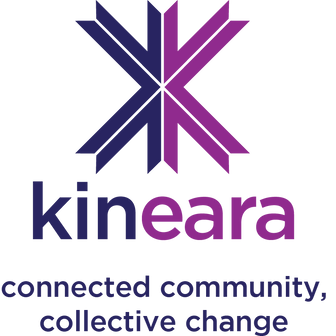 kineara
connected community,
collective change